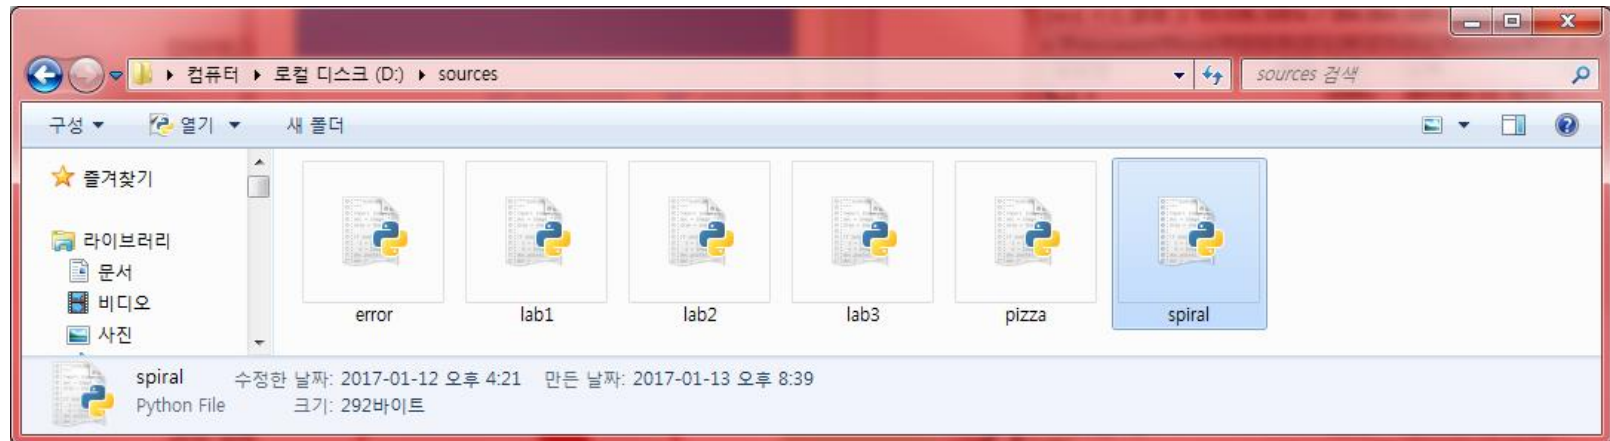 컴퓨터 ▸ 로컬 디스크 (D:) ▸ sources
sources 검색
구성 열기 새 폴더
즐겨찾기
라이브러리
문서
비디오
사진
error lab1 lab2 lab3 pizza spiral
spiral 수정한 날짜: 2017-01-12 오후 4:21 만든 날짜: 2017-01-13 오후 8:39
Python File 크기: 292바이트